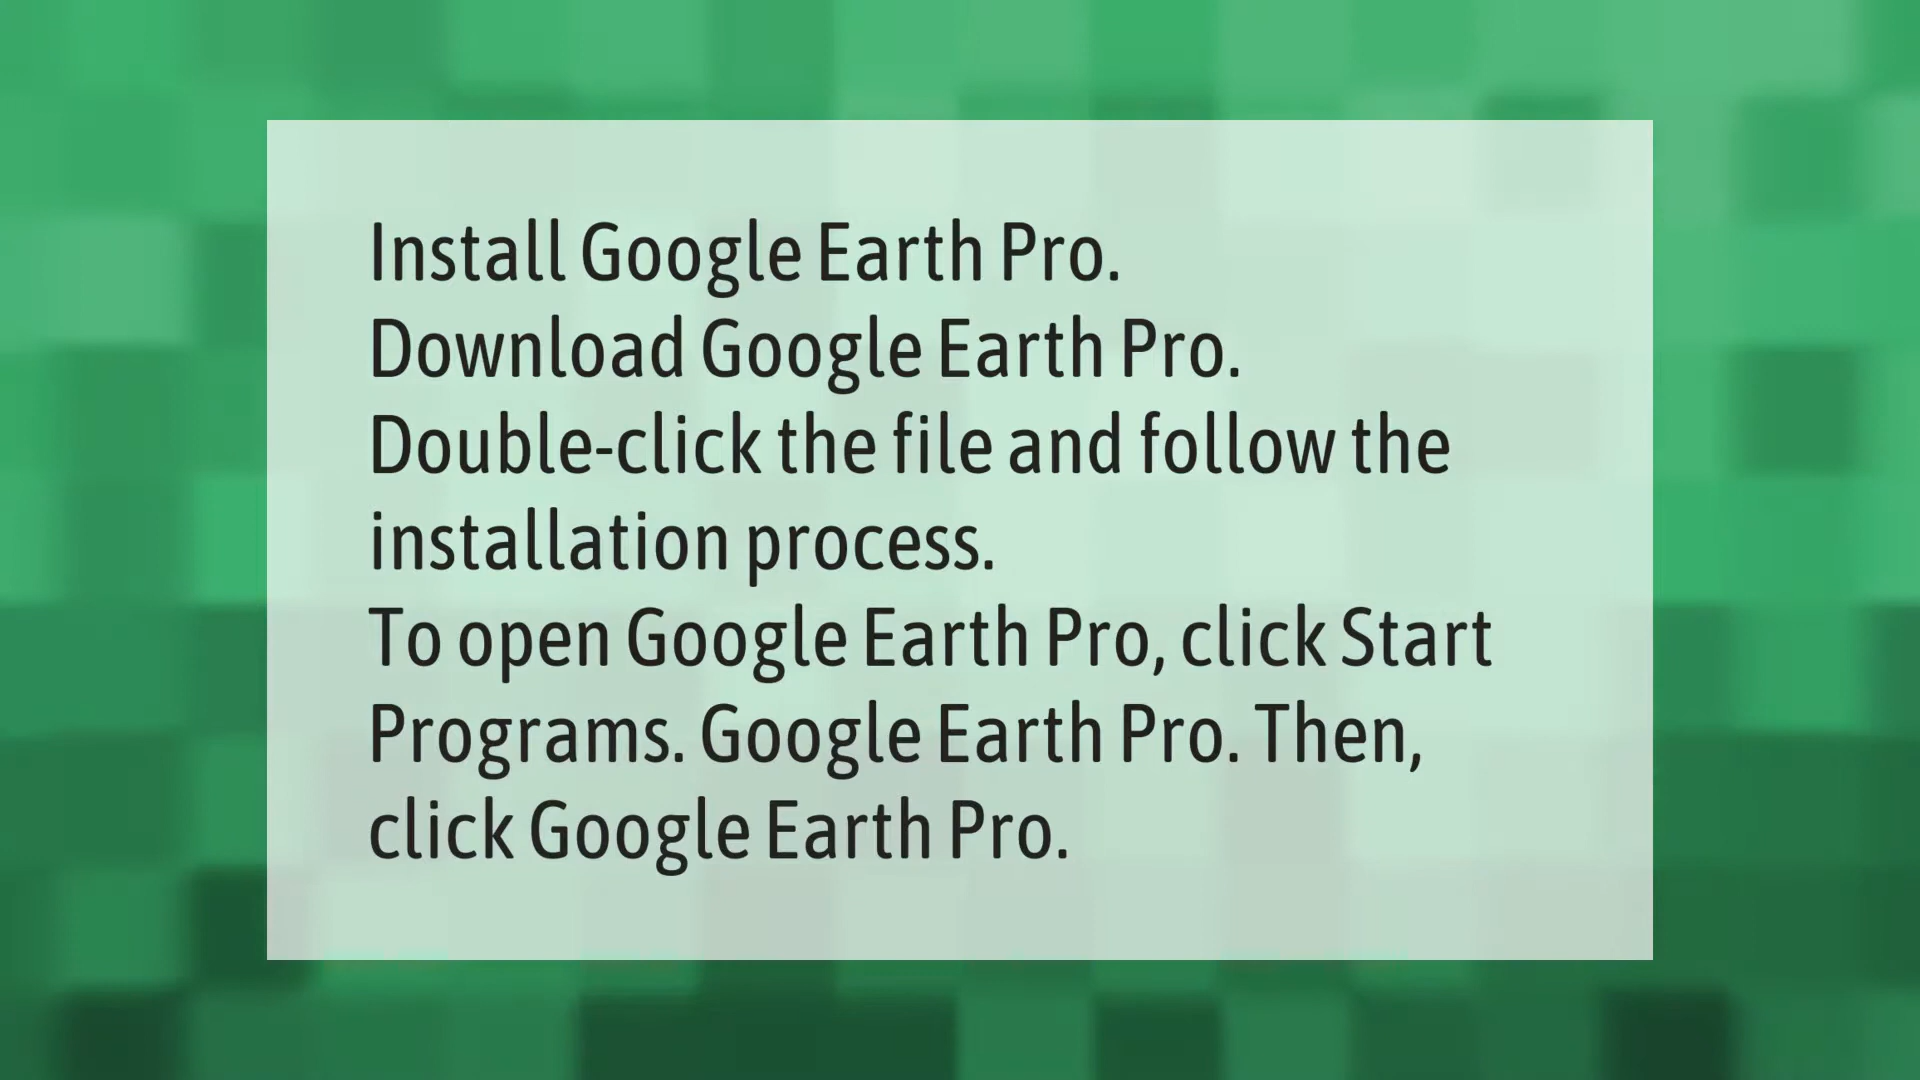 Install Google Earth Pro.
Download Google Earth Pro.
Double-click the file and follow the
installation process.
To open Google Earth Pro, click Start
Programs. Google Earth Pro. Then,
click Google Earth Pro.